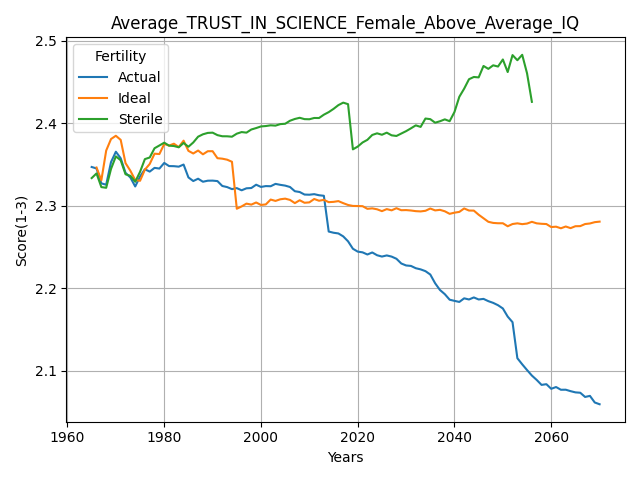 Average_TRUST_IN_SCIENCE_Female_Above_Average_IQ
Fertility
Actual
Ideal
Sterile
Score(1-3)
2.5
2.4
2.3
2.2
2.1
1960 1980 2000 2020 2040 2060
Years